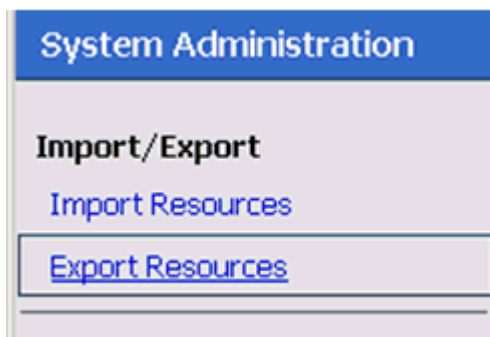 System Administration
Import/Export
Import Resources
Export Resources